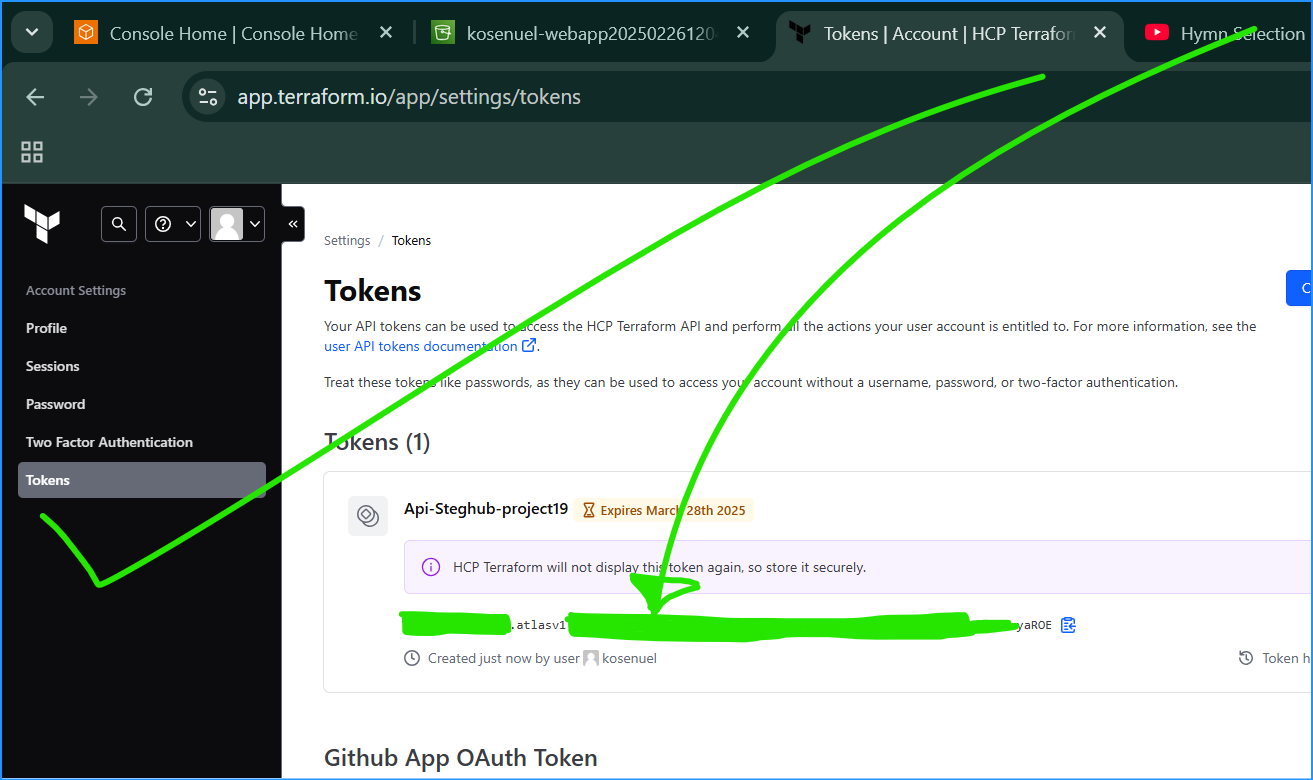 Console Home | Console Home
kosenuel-webapp202502261204
Tokens | Account | HCP Terraform
Hymn Selection
app.terraform.io/app/settings/tokens
Settings / Tokens
Account Settings
Profile
Sessions
Password
Two Factor Authentication
Tokens
Tokens
Your API tokens can be used to access the HCP Terraform API and perform all the actions your user account is entitled to. For more information, see the
user API tokens documentation.
Treat these tokens like passwords, as they can be used to access your account without a username, password, or two-factor authentication.
Tokens (1)
Api-Steghub-project19 Expires March 28th 2025
HCP Terraform will not display this token again, so store it securely.
.atlasv1 yaROE
Created just now by user kosenuel
Token h
Github App OAuth Token